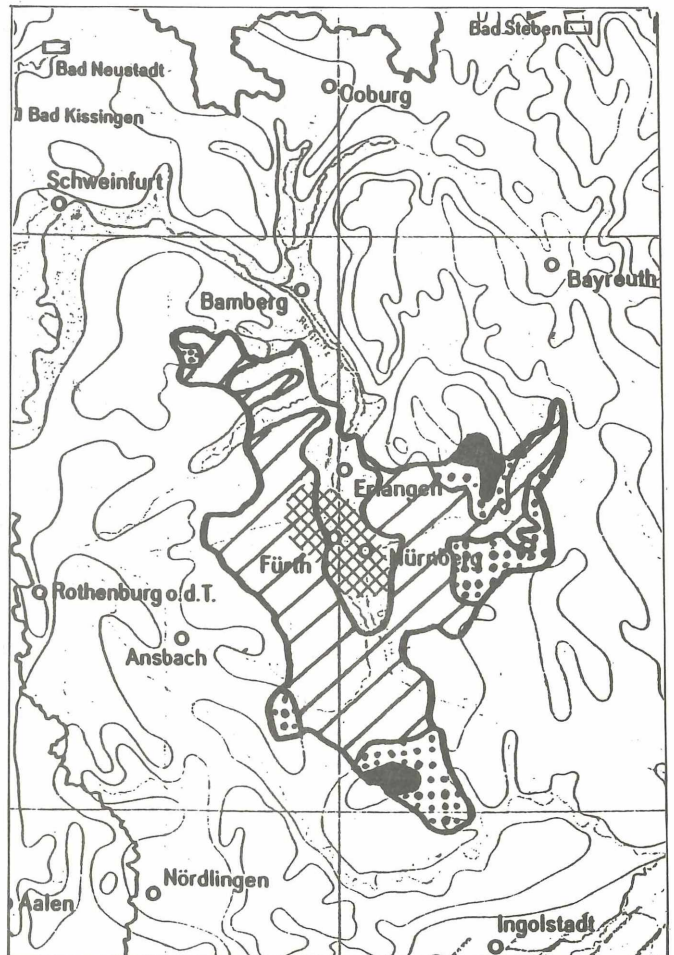 Bad Steben
Bad Neustadt
Coburg
Bad Kissingen
Schweinfurt
Bayreuth
Bamberg
Erlangen
Fürth
Nürnberg
Rothenburg o.d.T.
Ansbach
Nördlingen
Aalen
Ingolstadt